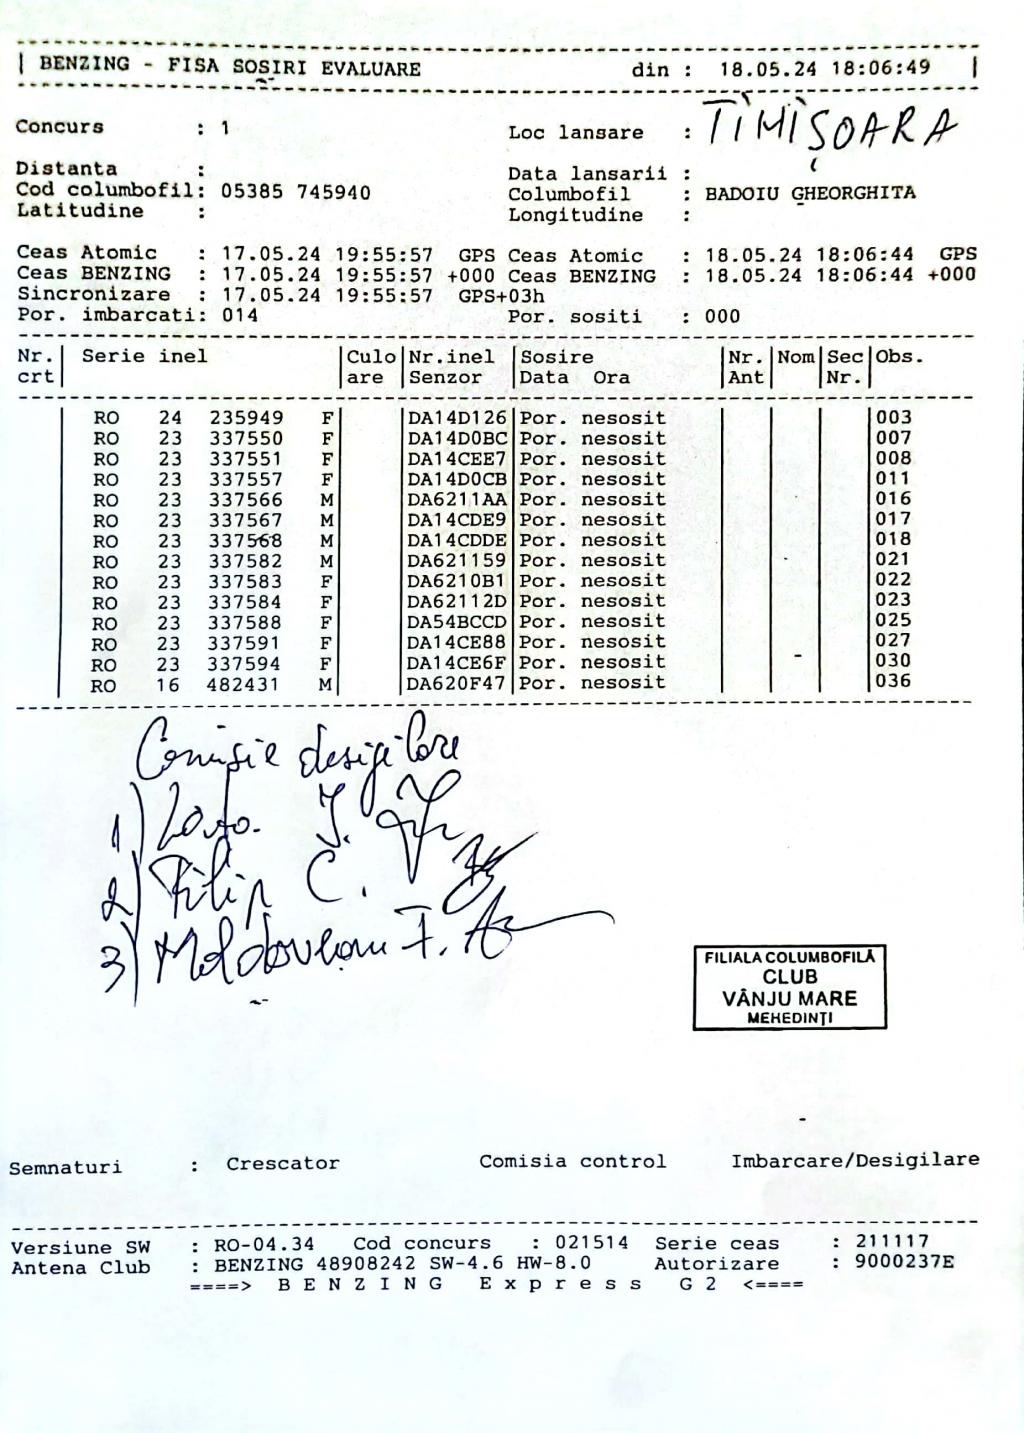 | BENZING - FISA SOSIRI EVALUARE din : 18.05.24 18:06:49 |
Concurs : 1 Loc lansare : TIMIȘOARA
Distanta : Data lansarii :
Cod columbofil: 05385 745940 Columbofil : BADOIU GHEORGHITA
Latitudine : Longitudine :
Ceas Atomic : 17.05.24 19:55:57 GPS Ceas Atomic : 18.05.24 18:06:44 GPS
Ceas BENZING : 17.05.24 19:55:57 +000 Ceas BENZING : 18.05.24 18:06:44 +000
Sincronizare : 17.05.24 19:55:57 GPS+03h
Por. imbarcati: 014 Por. sositi : 000
Nr. | Serie inel | Culo | Nr.inel | Sosire | Nr. | Nom | Sec | Obs.
crt | | are | Senzor | Data Ora | Ant | | Nr. |
RO 24 235949 F DA14D126 Por. nesosit 003
RO 23 337550 F DA14D0BC Por. nesosit 007
RO 23 337551 F DA14CEE7 Por. nesosit 008
RO 23 337557 F DA14D0CB Por. nesosit 011
RO 23 337566 M DA6211AA Por. nesosit 016
RO 23 337567 M DA14CDE9 Por. nesosit 017
RO 23 337568 M DA14CDDE Por. nesosit 018
RO 23 337582 M DA621159 Por. nesosit 021
RO 23 337583 F DA6210B1 Por. nesosit 022
RO 23 337584 F DA62112D Por. nesosit 023
RO 23 337588 F DA54BCCD Por. nesosit 025
RO 23 337591 F DA14CE88 Por. nesosit 027
RO 23 337594 F DA14CE6F Por. nesosit 030
RO 16 482431 M DA620F47 Por. nesosit 036
Comisie desigilare
1) J.
2) Filip C.
3) Moldoveanu F.
FILIALA COLUMBOFILĂ
CLUB
VÂNJU MARE
MEHEDINȚI
Semnaturi : Crescator Comisia control Imbarcare/Desigilare
Versiune SW : RO-04.34 Cod concurs : 021514 Serie ceas : 211117
Antena Club : BENZING 48908242 SW-4.6 HW-8.0 Autorizare : 9000237E
====> B E N Z I N G E x p r e s s G 2 <====